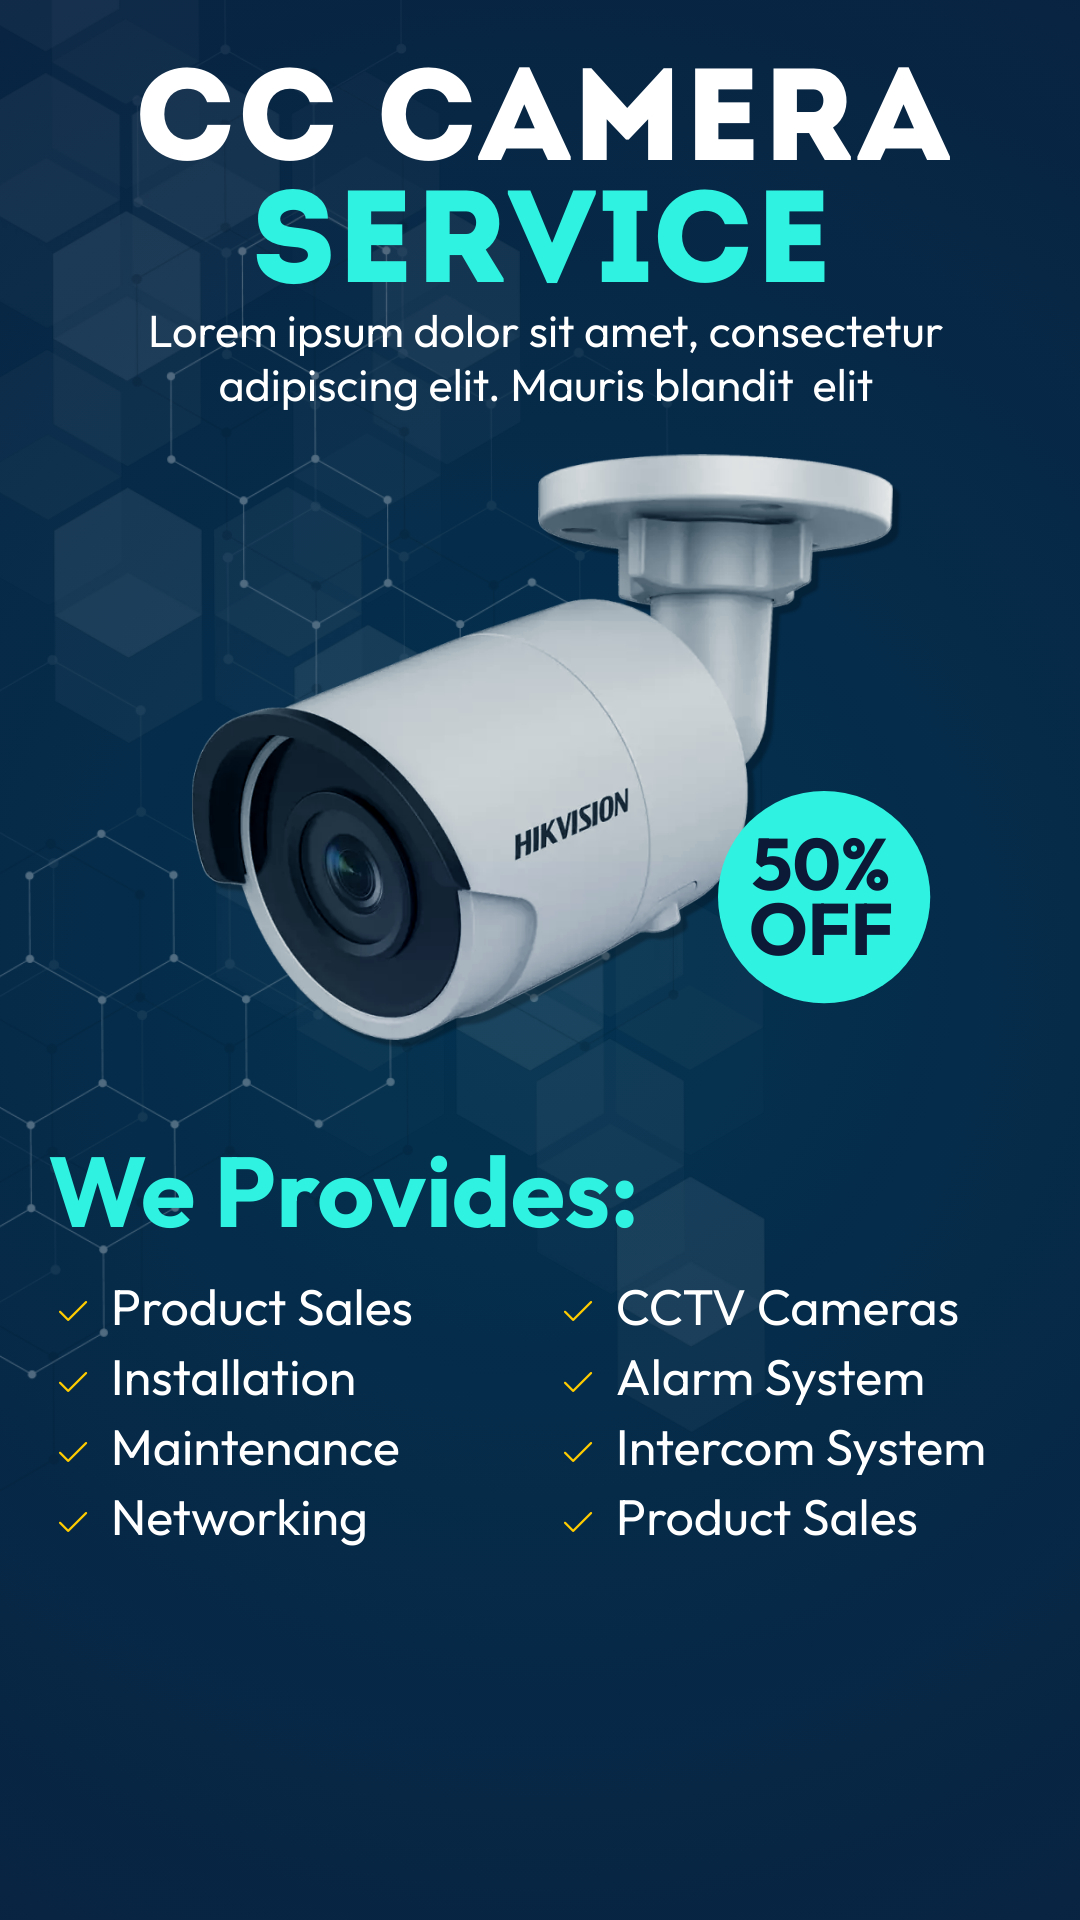 CC CAMERA
SERVICE
Lorem ipsum dolor sit amet, consectetur
adipiscing elit. Mauris blandit  elit
HIKVISION
50%
OFF
We Provides:
Product Sales
Installation
Maintenance
Networking
CCTV Cameras
Alarm System
Intercom System
Product Sales